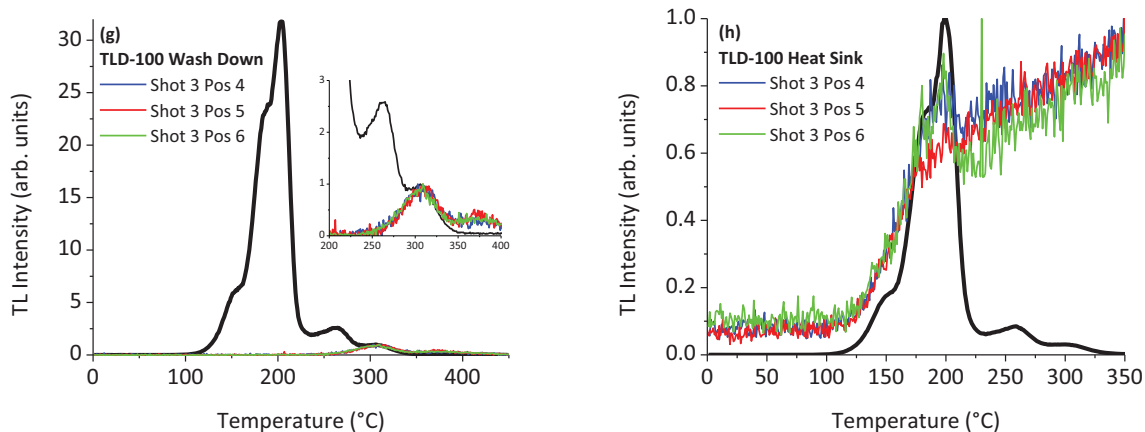 (g)
TLD-100 Wash Down
Shot 3 Pos 4
Shot 3 Pos 5
Shot 3 Pos 6
TL Intensity (arb. units)
30
25
20
15
10
5
0
3
2
1
0
200 250 300 350 400
0 100 200 300 400
Temperature (°C)
(h)
TLD-100 Heat Sink
Shot 3 Pos 4
Shot 3 Pos 5
Shot 3 Pos 6
TL Intensity (arb. units)
1.0
0.8
0.6
0.4
0.2
0.0
0 50 100 150 200 250 300 350
Temperature (°C)